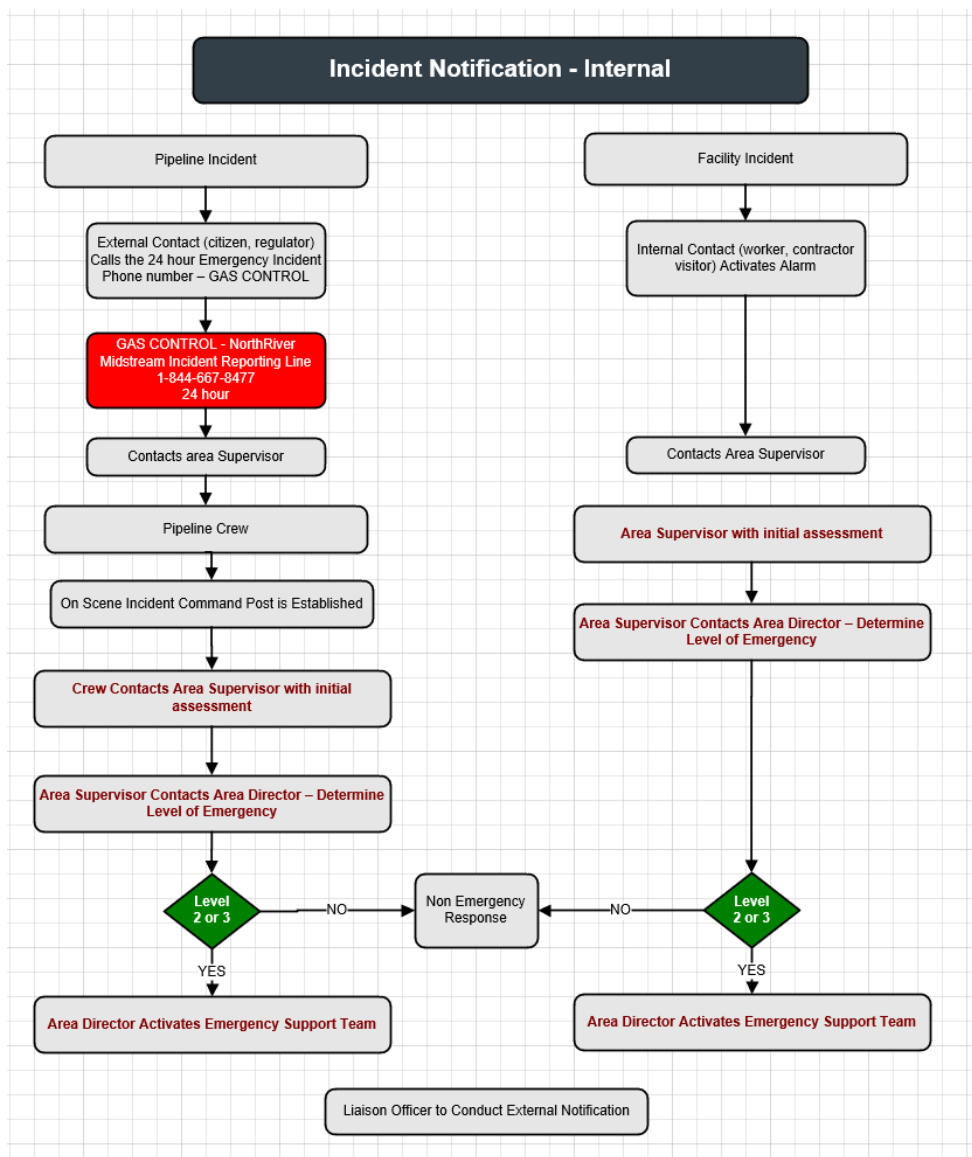 Incident Notification - Internal
Pipeline Incident
External Contact (citizen, regulator)
Calls the 24 hour Emergency Incident
Phone number – GAS CONTROL
GAS CONTROL - NorthRiver
Midstream Incident Reporting Line
1-844-667-8477
24 hour
Contacts area Supervisor
Pipeline Crew
On Scene Incident Command Post is Established
Crew Contacts Area Supervisor with initial
assessment
Area Supervisor Contacts Area Director – Determine
Level of Emergency
Level
2 or 3
NO
YES
Area Director Activates Emergency Support Team
Non Emergency
Response
Facility Incident
Internal Contact (worker, contractor
visitor) Activates Alarm
Contacts Area Supervisor
Area Supervisor with initial assessment
Area Supervisor Contacts Area Director – Determine
Level of Emergency
Level
2 or 3
NO
YES
Area Director Activates Emergency Support Team
Liaison Officer to Conduct External Notification